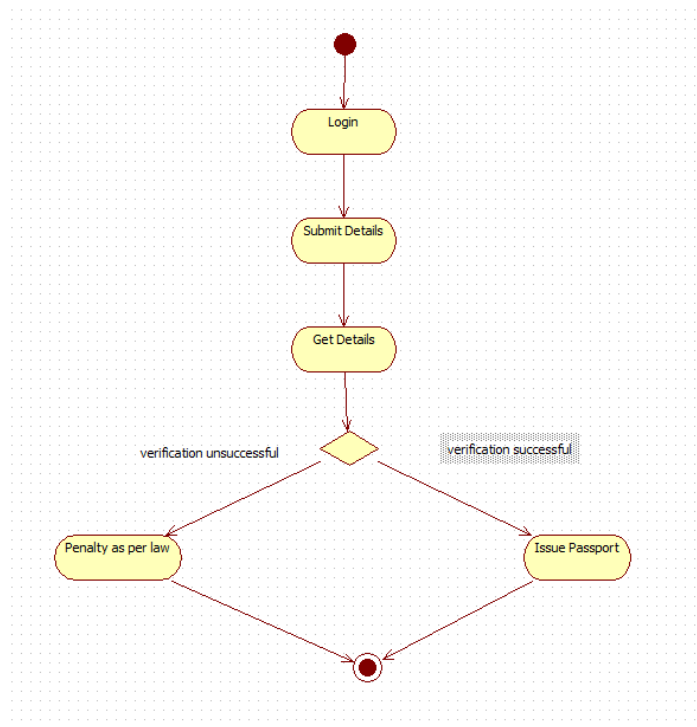 Login
Submit Details
Get Details
verification unsuccessful
verification successful
Penalty as per law
Issue Passport